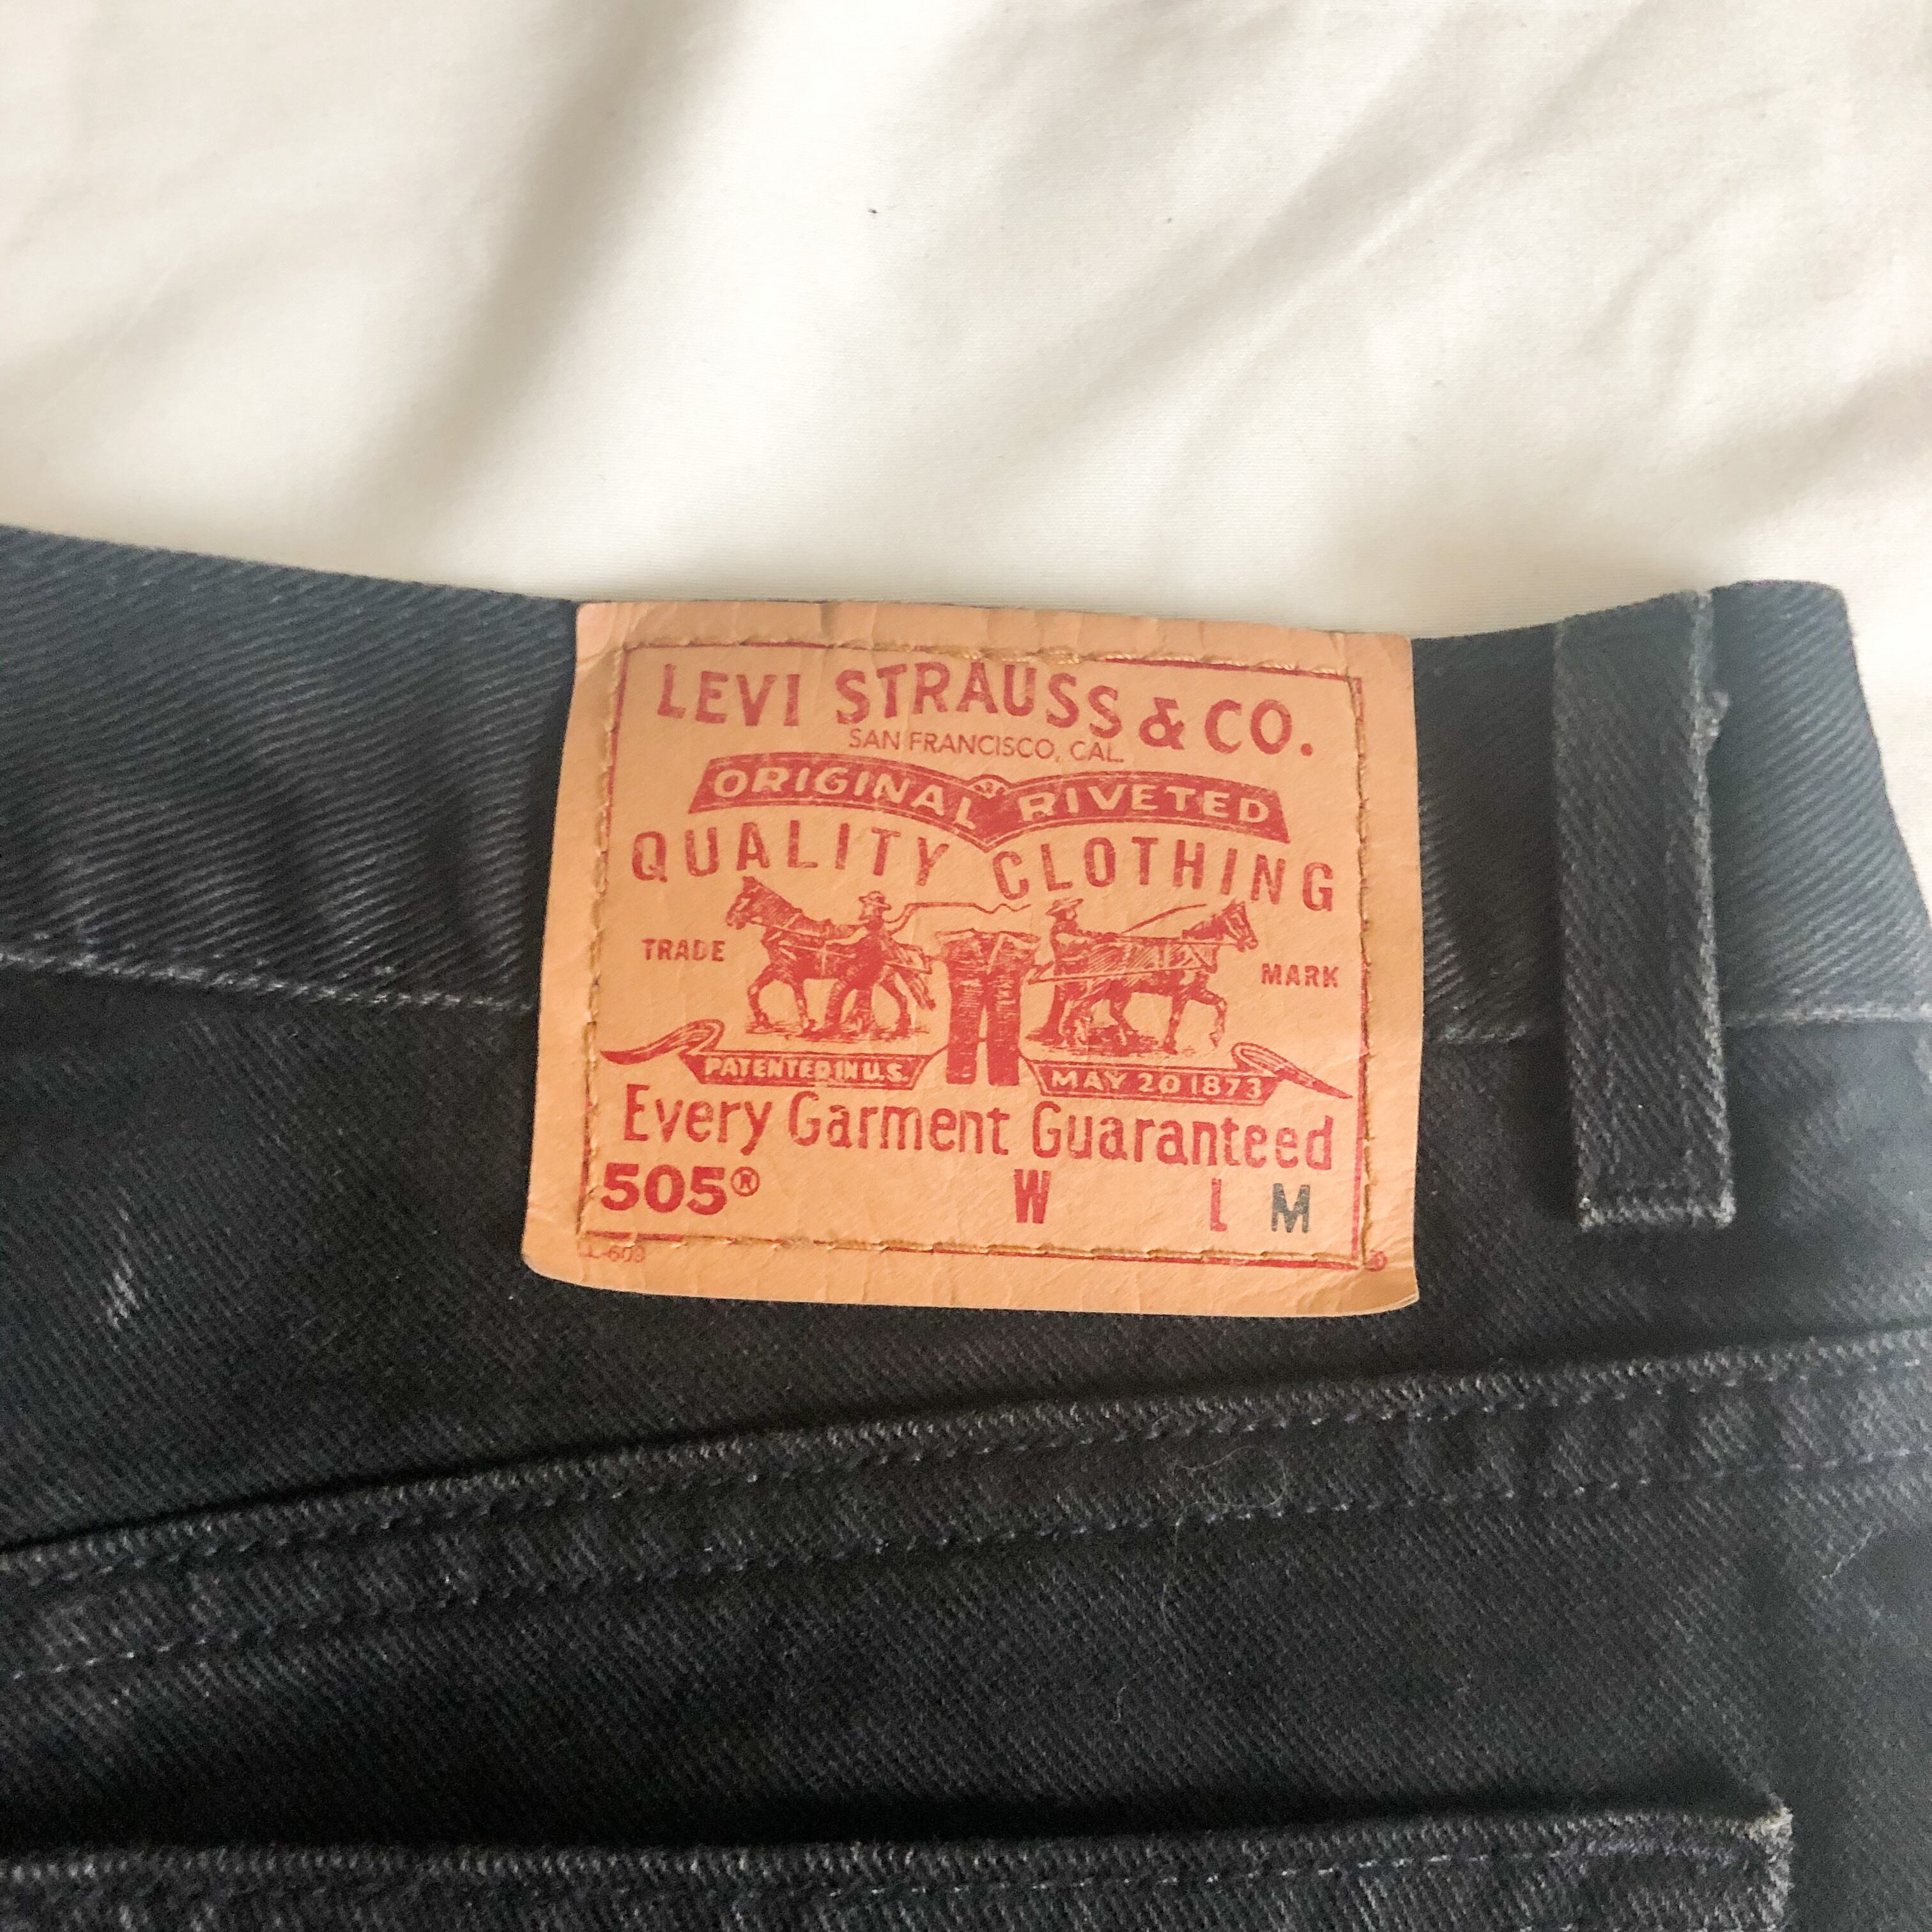 LEVI STRAUSS & CO.
SAN FRANCISCO, CAL.
ORIGINAL RIVETED
QUALITY CLOTHING
TRADE MARK
PATENTED IN U.S. MAY 20 1873
Every Garment Guaranteed
505® W L M
®